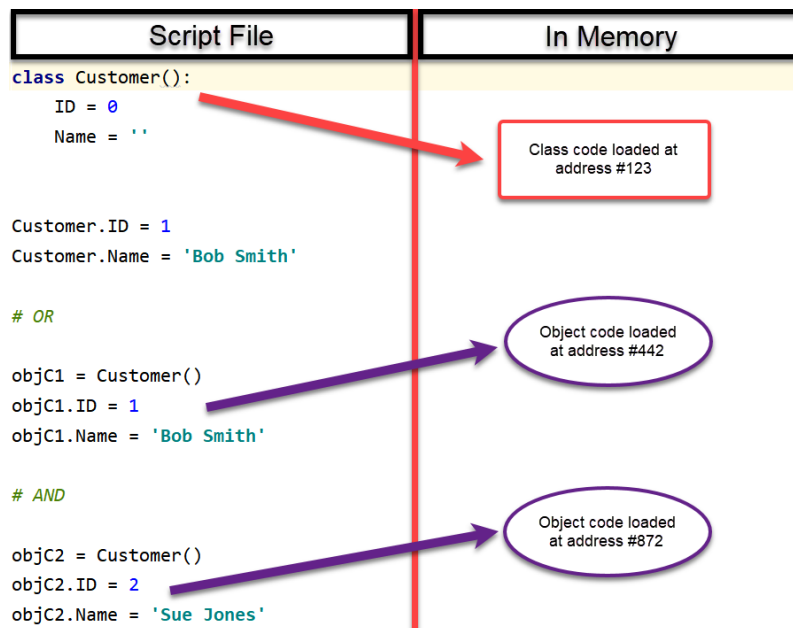 Script File
In Memory
class Customer():
    ID = 0
    Name = ''
Class code loaded at
address #123
Customer.ID = 1
Customer.Name = 'Bob Smith'
# OR
Object code loaded
at address #442
objC1 = Customer()
objC1.ID = 1
objC1.Name = 'Bob Smith'
# AND
Object code loaded
at address #872
objC2 = Customer()
objC2.ID = 2
objC2.Name = 'Sue Jones'